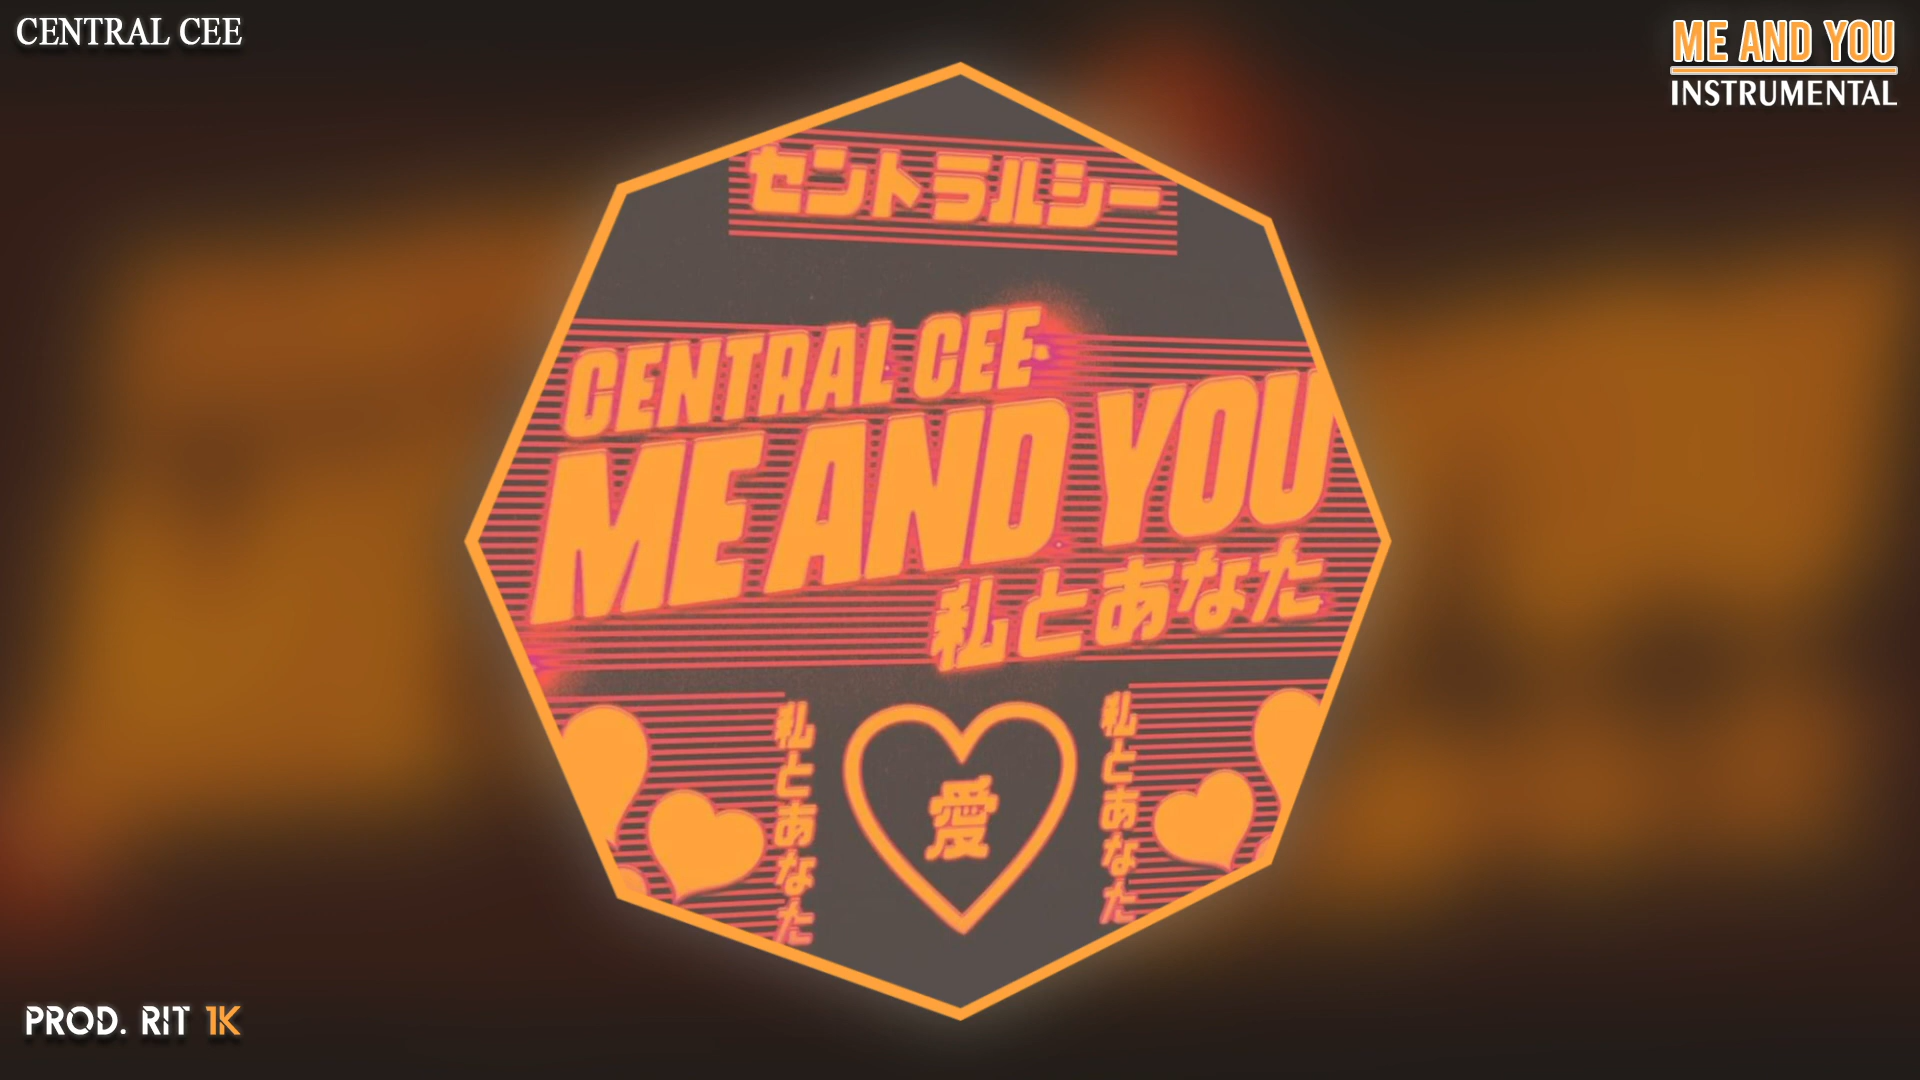 CENTRAL CEE
ME AND YOU
INSTRUMENTAL
セントラルシー
CENTRAL CEE
ME AND YOU
私とあなた
私とあなた
愛
私とあなた
PROD. RIT 1K